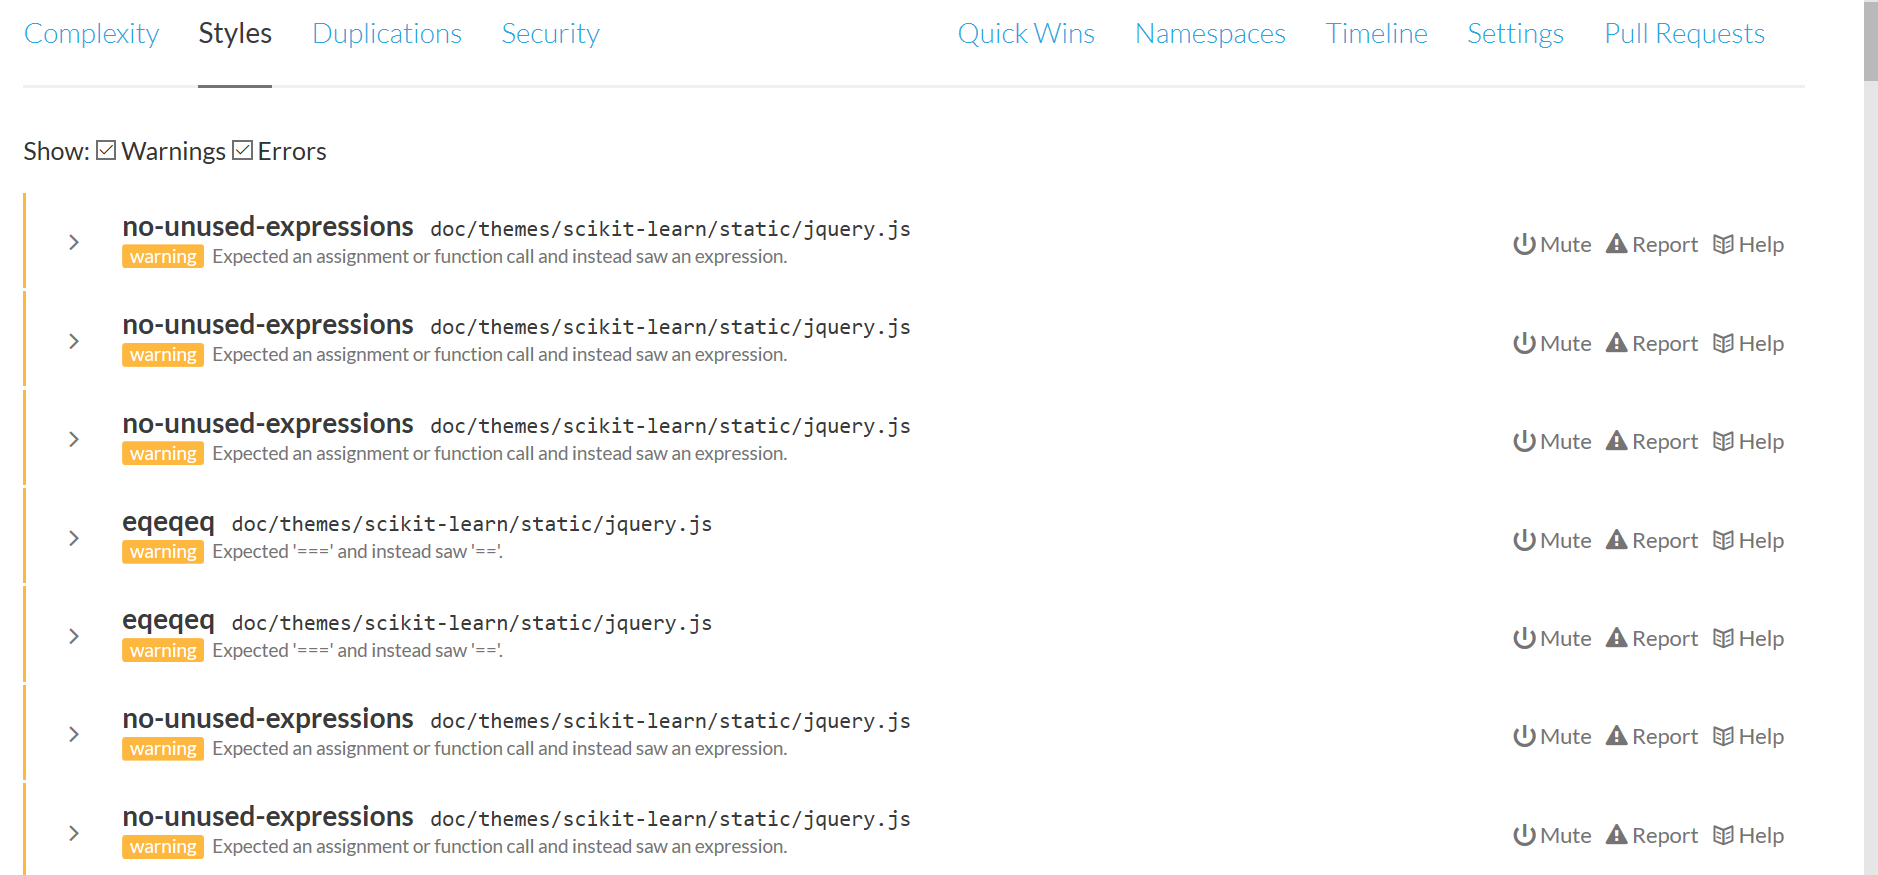 Complexity Styles Duplications Security Quick Wins Namespaces Timeline Settings Pull Requests
Show: Warnings Errors
no-unused-expressions doc/themes/scikit-learn/static/jquery.js
warning Expected an assignment or function call and instead saw an expression.
Mute Report Help
no-unused-expressions doc/themes/scikit-learn/static/jquery.js
warning Expected an assignment or function call and instead saw an expression.
Mute Report Help
no-unused-expressions doc/themes/scikit-learn/static/jquery.js
warning Expected an assignment or function call and instead saw an expression.
Mute Report Help
eqeqeq doc/themes/scikit-learn/static/jquery.js
warning Expected '===' and instead saw '=='.
Mute Report Help
eqeqeq doc/themes/scikit-learn/static/jquery.js
warning Expected '===' and instead saw '=='.
Mute Report Help
no-unused-expressions doc/themes/scikit-learn/static/jquery.js
warning Expected an assignment or function call and instead saw an expression.
Mute Report Help
no-unused-expressions doc/themes/scikit-learn/static/jquery.js
warning Expected an assignment or function call and instead saw an expression.
Mute Report Help